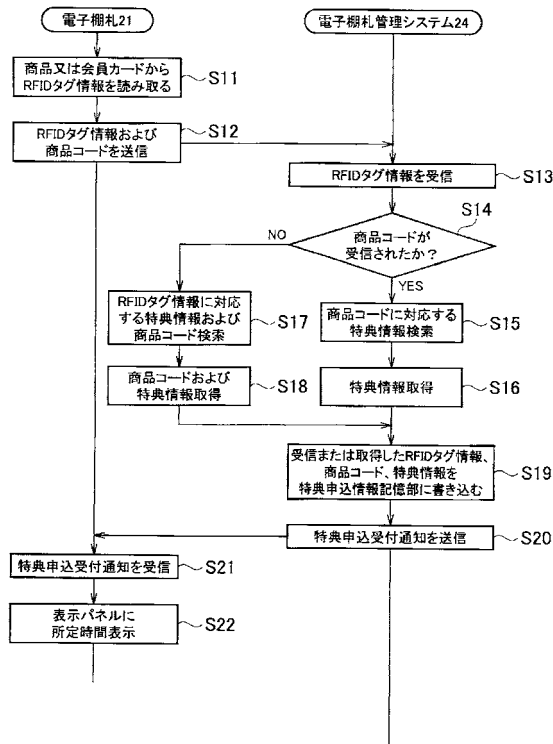 電子棚札21
電子棚札管理システム24
商品又は会員カードから
RFIDタグ情報を読み取る
S11
RFIDタグ情報および
商品コードを送信
S12
RFIDタグ情報を受信
S13
商品コードが
受信されたか？
S14
NO
YES
RFIDタグ情報に対応
する特典情報および
商品コード検索
S17
商品コードに対応する
特典情報検索
S15
商品コードおよび
特典情報取得
S18
特典情報取得
S16
受信または取得したRFIDタグ情報、
商品コード、特典情報を
特典申込情報記憶部に書き込む
S19
特典申込受付通知を送信
S20
特典申込受付通知を受信
S21
表示パネルに
所定時間表示
S22